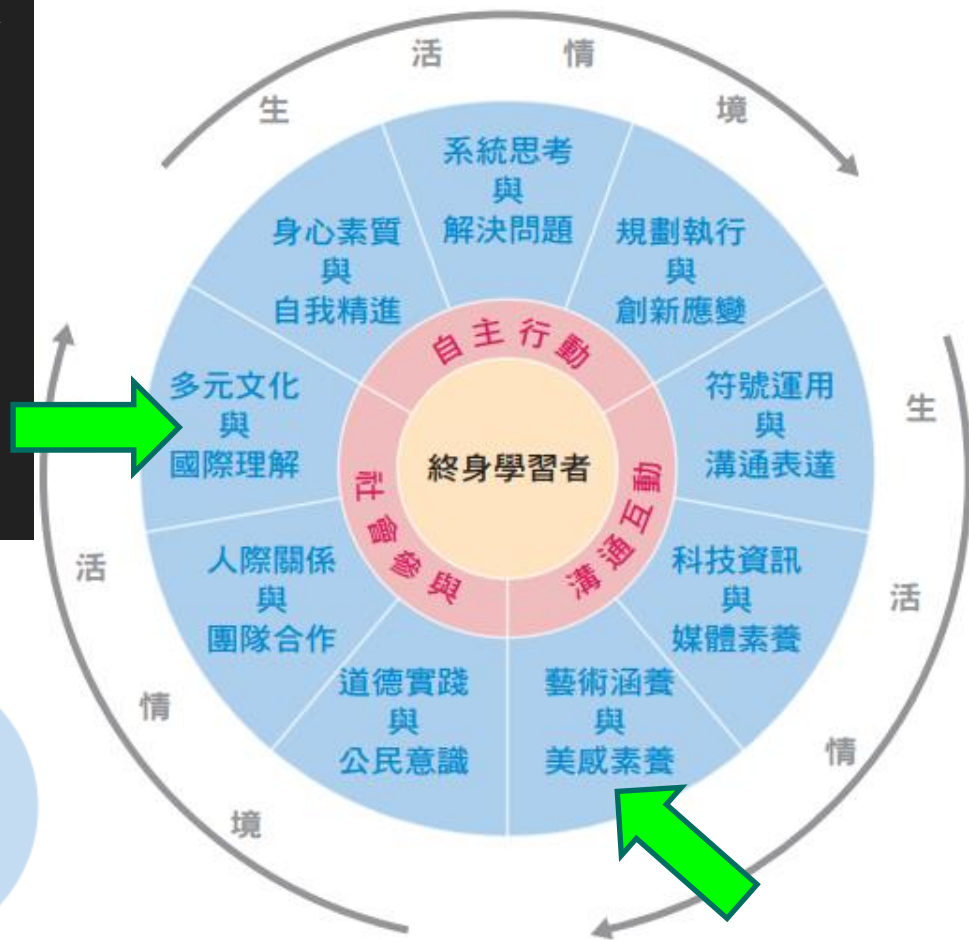 生活情境
系統思考
與
解決問題
規劃執行
與
創新應變
符號運用
與
溝通表達
科技資訊
與
媒體素養
藝術涵養
與
美感素養
道德實踐
與
公民意識
人際關係
與
團隊合作
多元文化
與
國際理解
身心素質
與
自我精進
自主行動
溝通互動
社會參與
終身學習者
生活情境
生活情境